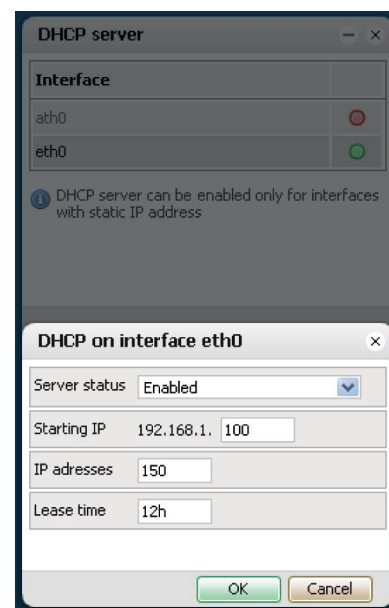 DHCP server
Interface
ath0
eth0
DHCP server can be enabled only for interfaces
with static IP address
DHCP on interface eth0
Server status Enabled
Starting IP 192.168.1. 100
IP adresses 150
Lease time 12h
OK Cancel